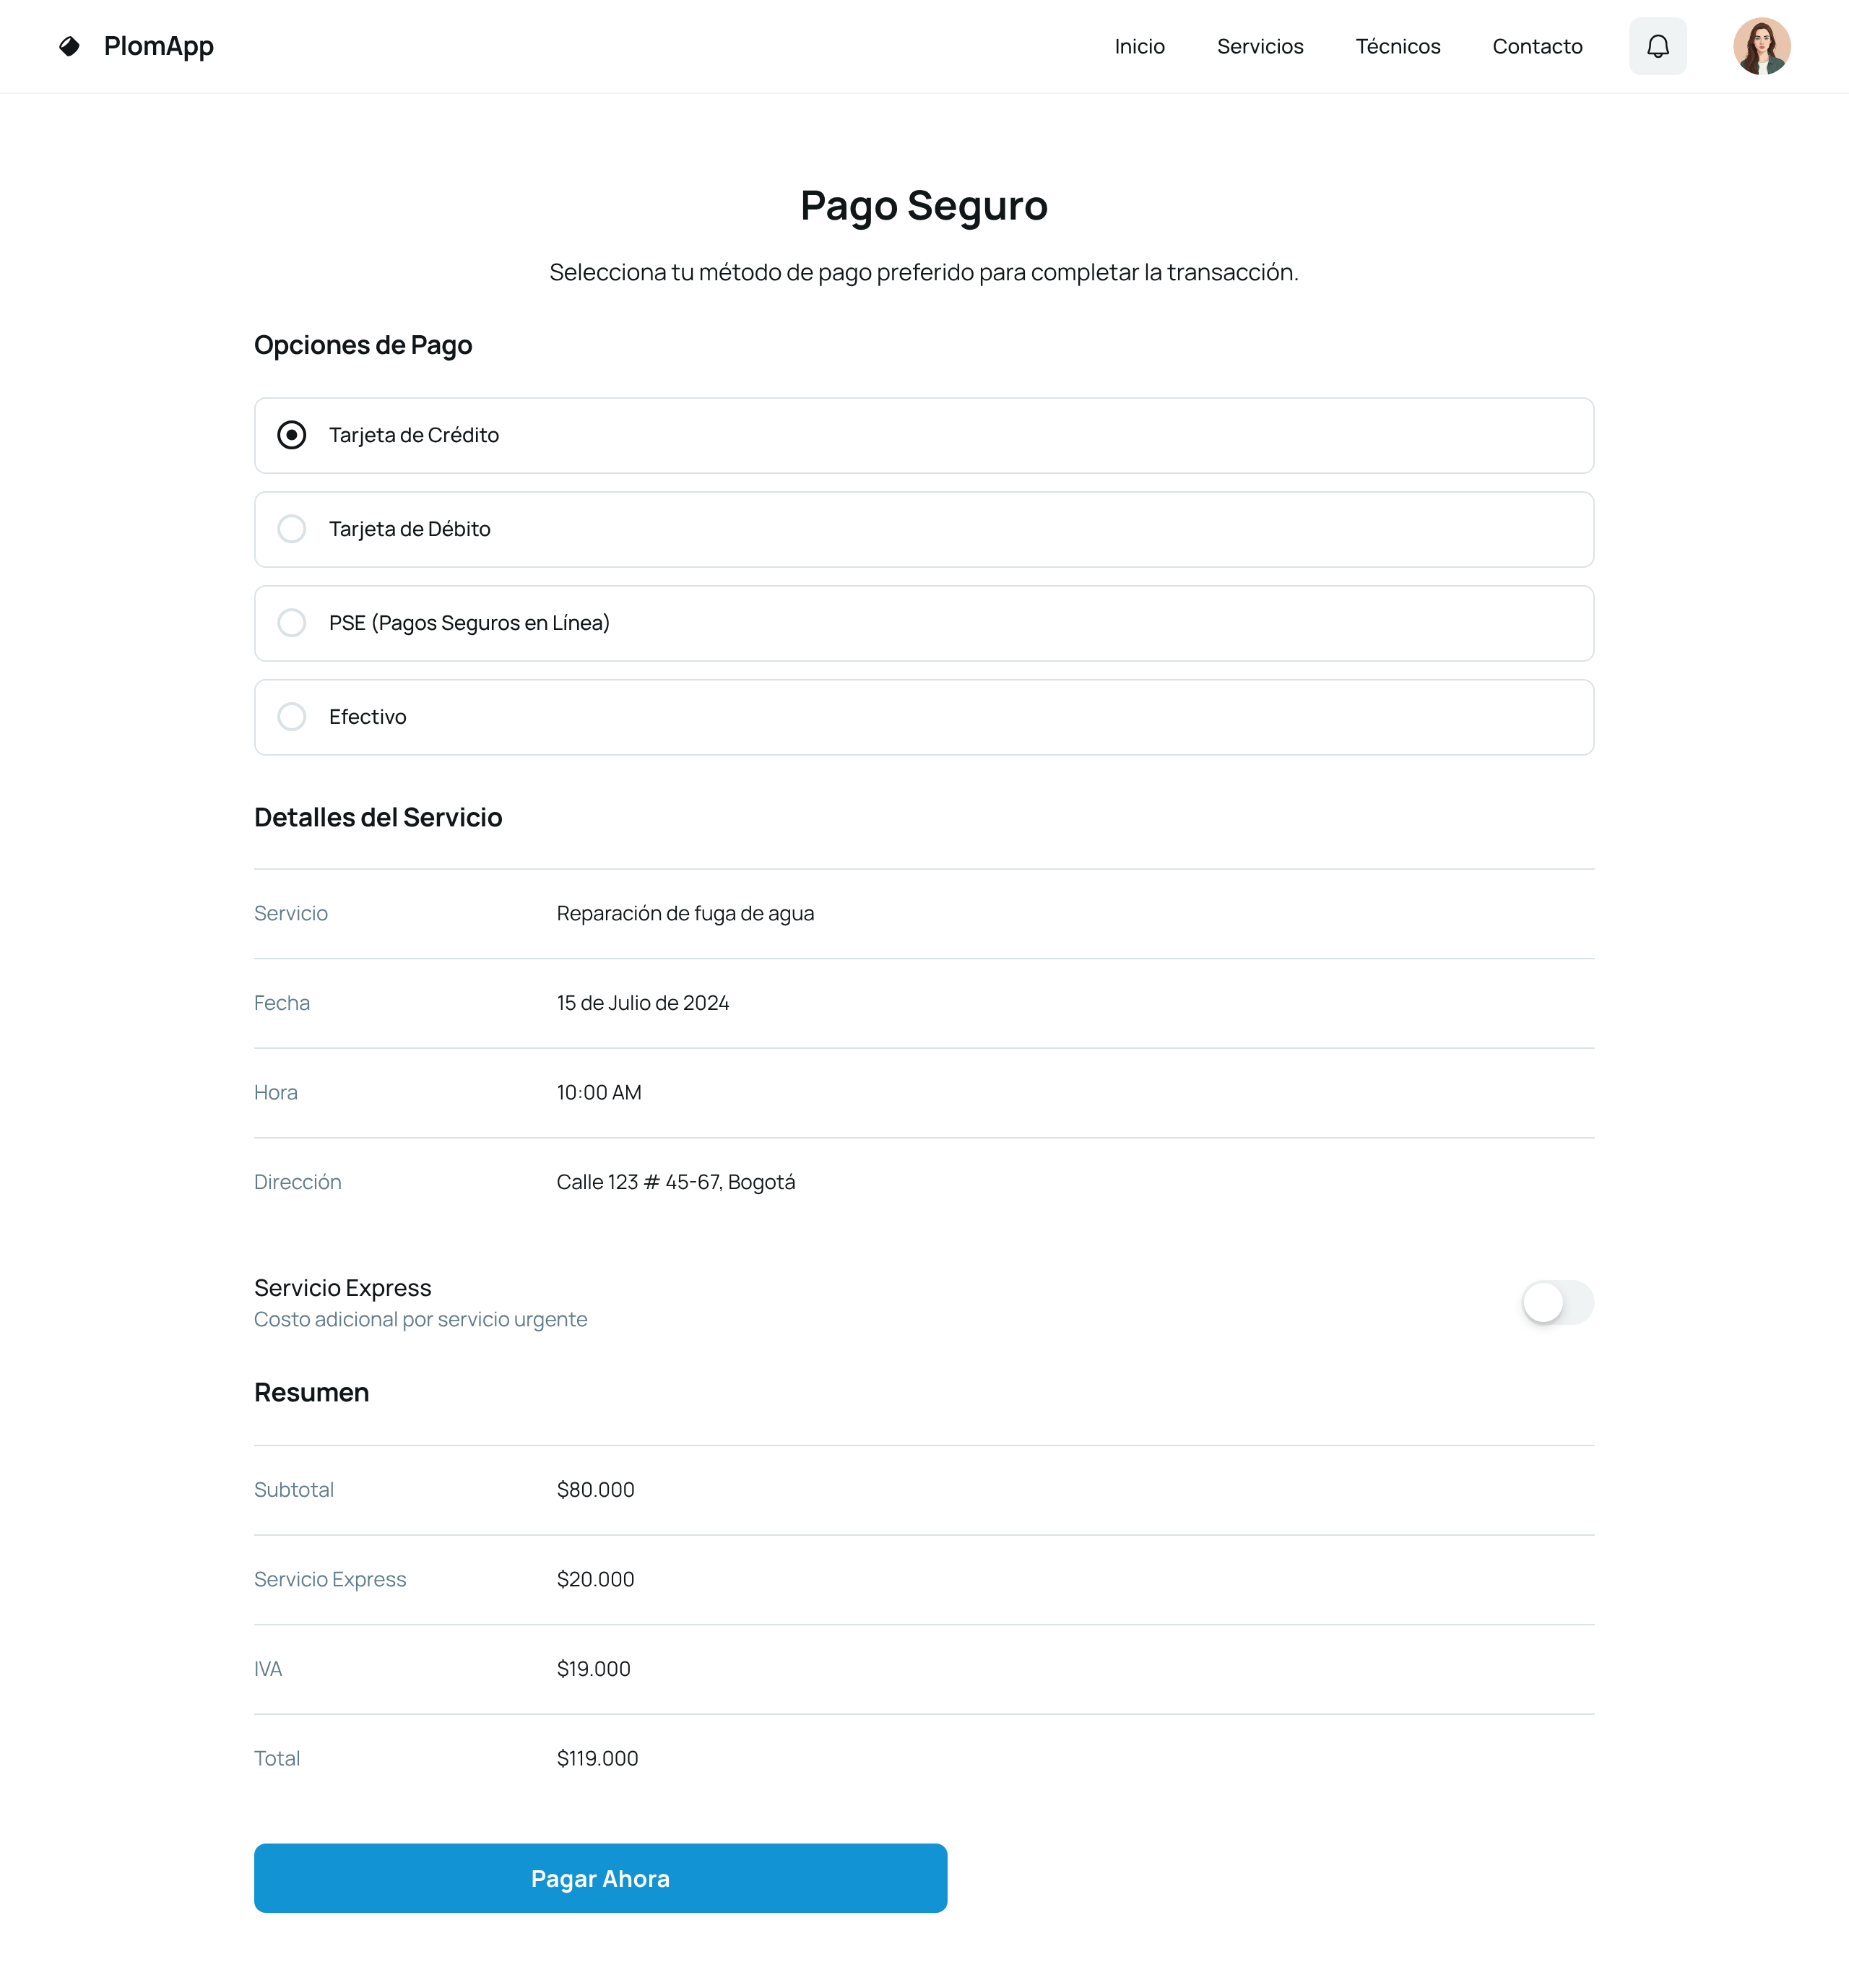 PlomApp
Inicio
Servicios
Técnicos
Contacto
Pago Seguro
Selecciona tu método de pago preferido para completar la transacción.
Opciones de Pago
Tarjeta de Crédito
Tarjeta de Débito
PSE (Pagos Seguros en Línea)
Efectivo
Detalles del Servicio
Servicio Reparación de fuga de agua
Fecha 15 de Julio de 2024
Hora 10:00 AM
Dirección Calle 123 # 45-67, Bogotá
Servicio Express
Costo adicional por servicio urgente
Resumen
Subtotal $80.000
Servicio Express $20.000
IVA $19.000
Total $119.000
Pagar Ahora